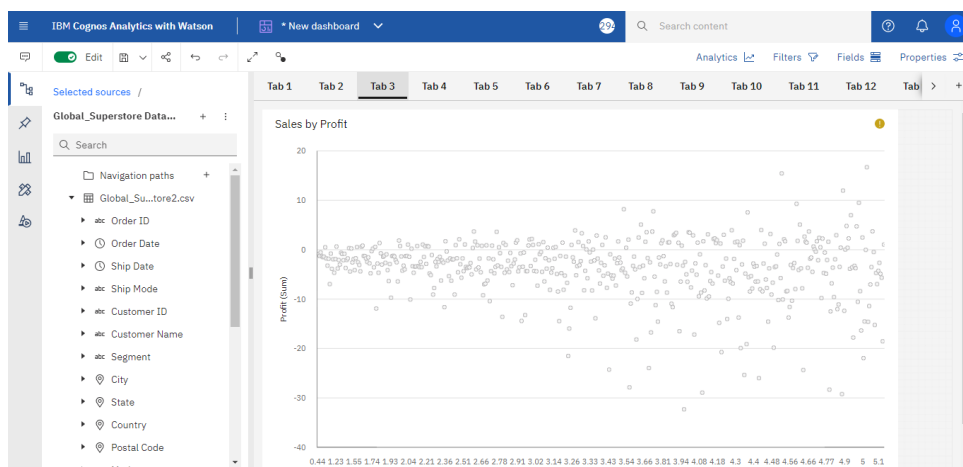 IBM Cognos Analytics with Watson
* New dashboard
294
Search content
Edit
Analytics
Filters
Fields
Properties
Selected sources /
Tab 1 Tab 2 Tab 3 Tab 4 Tab 5 Tab 6 Tab 7 Tab 8 Tab 9 Tab 10 Tab 11 Tab 12 Tab
Global_Superstore Data...
Search
Navigation paths
Global_Su...tore2.csv
abc Order ID
Order Date
Ship Date
abc Ship Mode
abc Customer ID
abc Customer Name
abc Segment
City
State
Country
Postal Code
Sales by Profit
Profit (Sum)
20
10
0
-10
-20
-30
-40
0.44 1.23 1.55 1.74 1.93 2.04 2.21 2.36 2.51 2.66 2.78 2.91 3.02 3.14 3.26 3.33 3.43 3.54 3.66 3.81 3.94 4.08 4.18 4.3 4.4 4.48 4.56 4.66 4.77 4.9 5 5.1